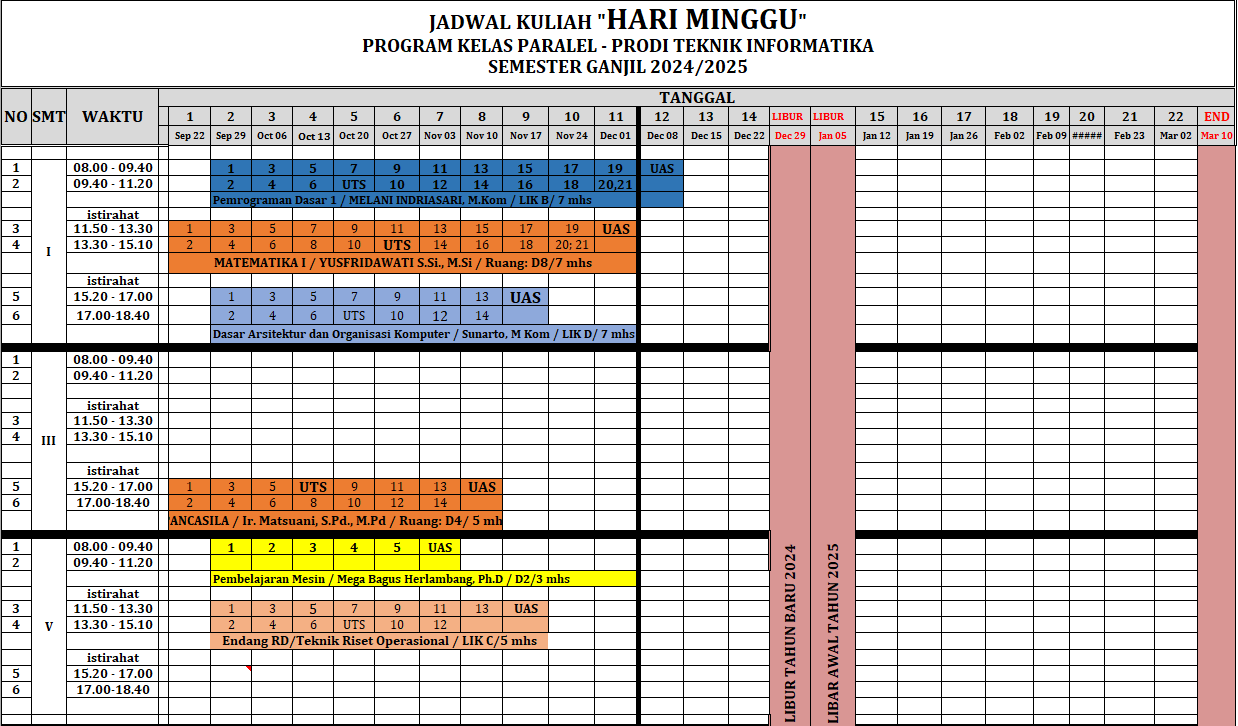 JADWAL KULIAH "HARI MINGGU"
PROGRAM KELAS PARALEL - PRODI TEKNIK INFORMATIKA
SEMESTER GANJIL 2024/2025
NO SMT WAKTU TANGGAL
1 2 3 4 5 6 7 8 9 10 11 12 13 14 LIBUR LIBUR 15 16 17 18 19 20 21 22 END
Sep 22 Sep 29 Oct 06 Oct 13 Oct 20 Oct 27 Nov 03 Nov 10 Nov 17 Nov 24 Dec 01 Dec 08 Dec 15 Dec 22 Dec 29 Jan 05 Jan 12 Jan 19 Jan 26 Feb 02 Feb 09 ##### Feb 23 Mar 02 Mar 10
1 08.00 - 09.40 1 3 5 7 9 11 13 15 17 19 UAS
2 09.40 - 11.20 2 4 6 UTS 10 12 14 16 18 20,21
Pemrograman Dasar 1 / MELANI INDRIASARI, M.Kom / LIK B/ 7 mhs
istirahat
3 11.50 - 13.30 1 3 5 7 9 11 13 15 17 19 UAS
4 13.30 - 15.10 2 4 6 8 10 UTS 14 16 18 20; 21
I
MATEMATIKA I / YUSFRIDAWATI S.Si., M.Si / Ruang: D8/7 mhs
istirahat
5 15.20 - 17.00 1 3 5 7 9 11 13 UAS
6 17.00-18.40 2 4 6 UTS 10 12 14
Dasar Arsitektur dan Organisasi Komputer / Sunarto, M Kom / LIK D/ 7 mhs
1 08.00 - 09.40
2 09.40 - 11.20
istirahat
3 11.50 - 13.30
4 13.30 - 15.10
III
istirahat
5 15.20 - 17.00 1 3 5 UTS 9 11 13 UAS
6 17.00-18.40 2 4 6 8 10 12 14
PANCASILA / Ir. Matsuani, S.Pd., M.Pd / Ruang: D4/ 5 mh
1 08.00 - 09.40 1 2 3 4 5 UAS
2 09.40 - 11.20
Pembelajaran Mesin / Mega Bagus Herlambang, Ph.D / D2/3 mhs
istirahat
3 11.50 - 13.30 1 3 5 7 9 11 13 UAS
4 13.30 - 15.10 2 4 6 UTS 10 12
V
Endang RD/Teknik Riset Operasional / LIK C/5 mhs
istirahat
5 15.20 - 17.00
6 17.00-18.40
LIBUR TAHUN BARU 2024
LIBAR AWAL TAHUN 2025